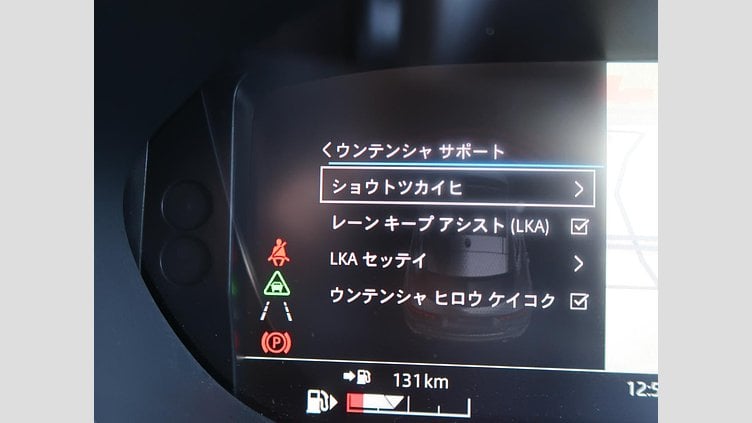 ウンテンシャ サポート
ショウトツカイヒ
レーン キープ アシスト (LKA)
LKA セッテイ
ウンテンシャ ヒロウ ケイコク
P
131km
12:5